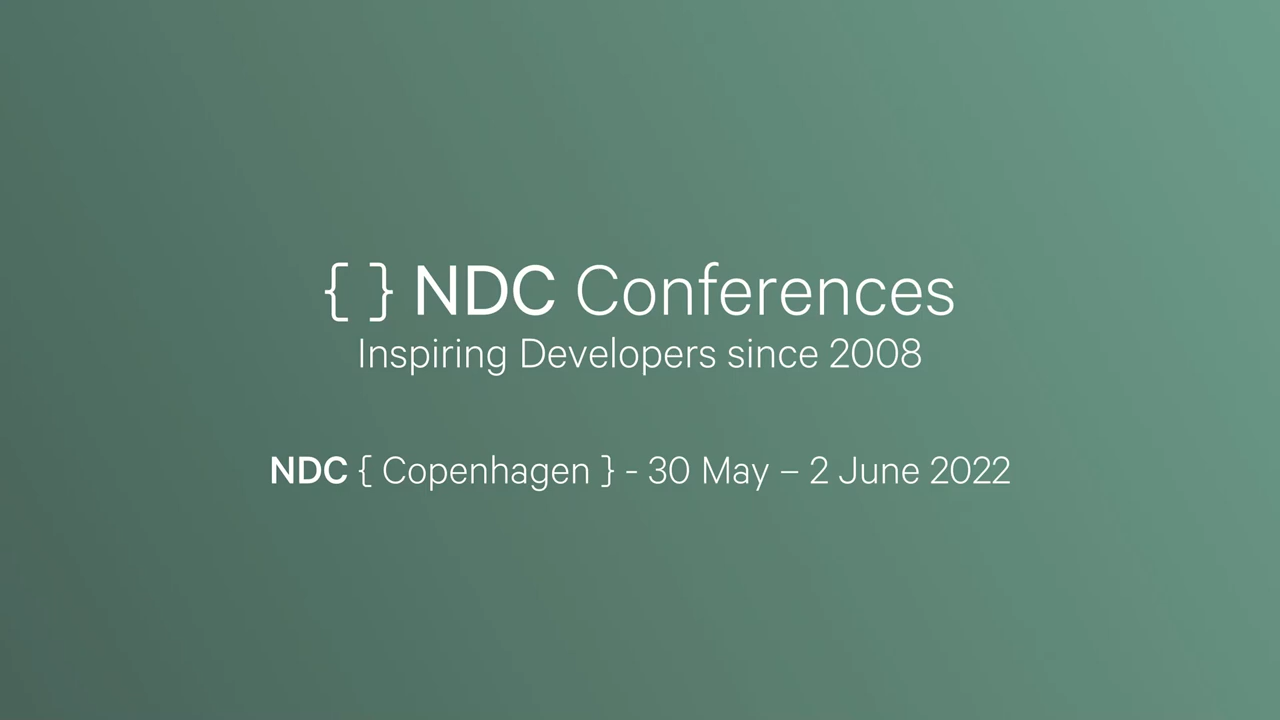 { } NDC Conferences
Inspiring Developers since 2008
NDC { Copenhagen } - 30 May – 2 June 2022